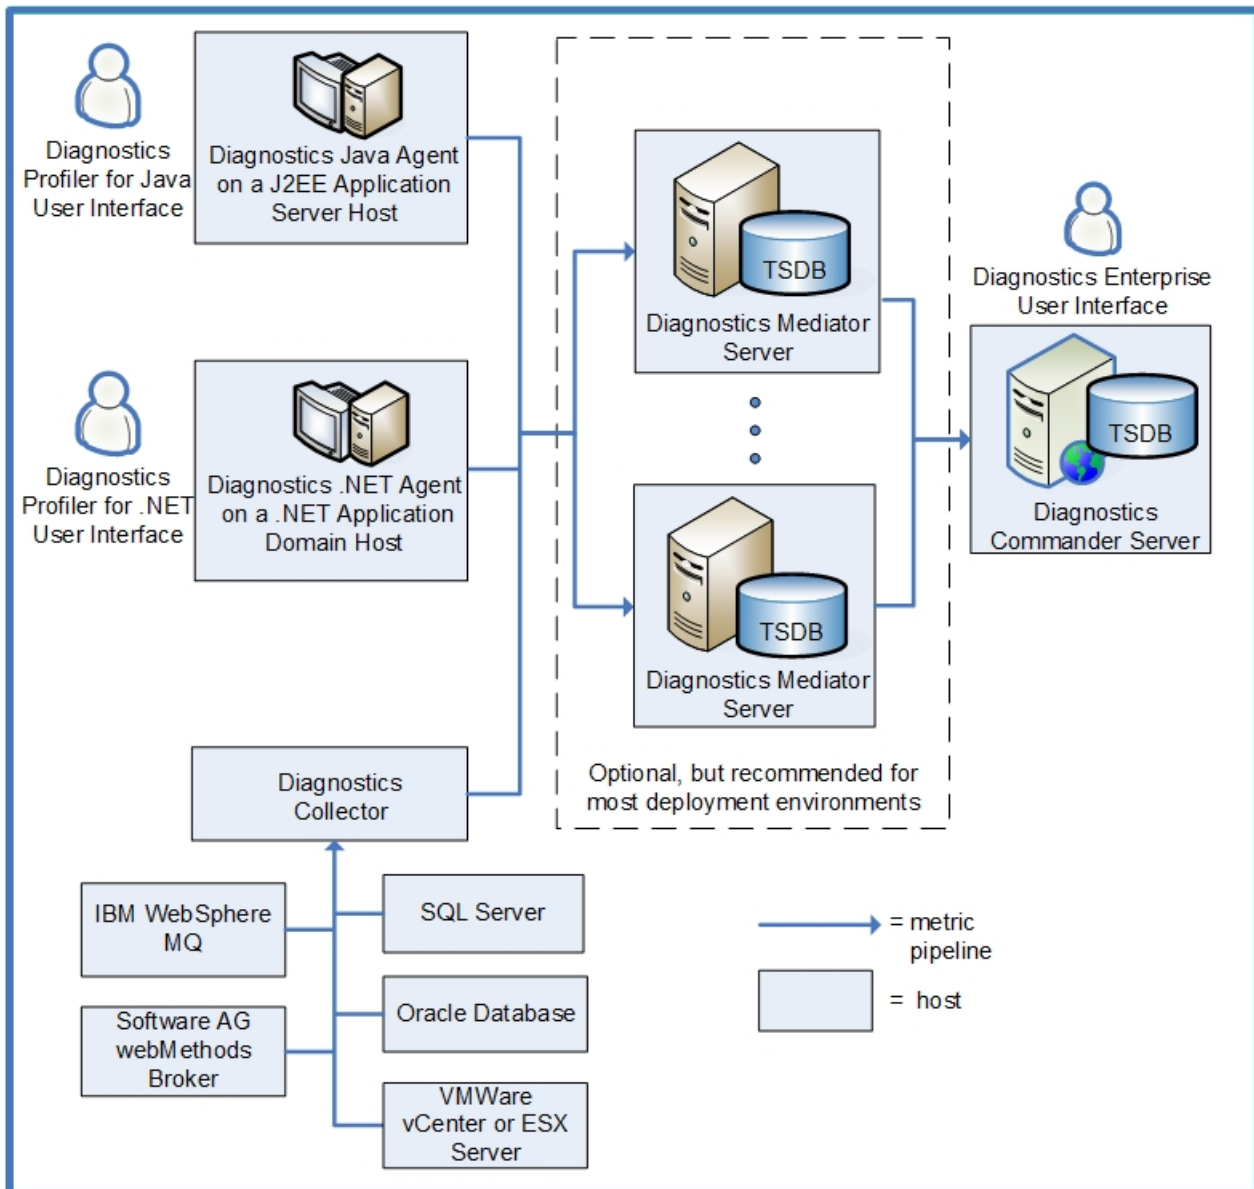 Diagnostics
Profiler for Java
User Interface
Diagnostics Java Agent
on a J2EE Application
Server Host
TSDB
Diagnostics Mediator
Server
Diagnostics Enterprise
User Interface
TSDB
Diagnostics
Commander Server
Diagnostics
Profiler for .NET
User Interface
Diagnostics .NET Agent
on a .NET Application
Domain Host
TSDB
Diagnostics Mediator
Server
Optional, but recommended for
most deployment environments
Diagnostics
Collector
IBM WebSphere
MQ
SQL Server
Software AG
webMethods
Broker
Oracle Database
VMWare
vCenter or ESX
Server
= metric
pipeline
= host